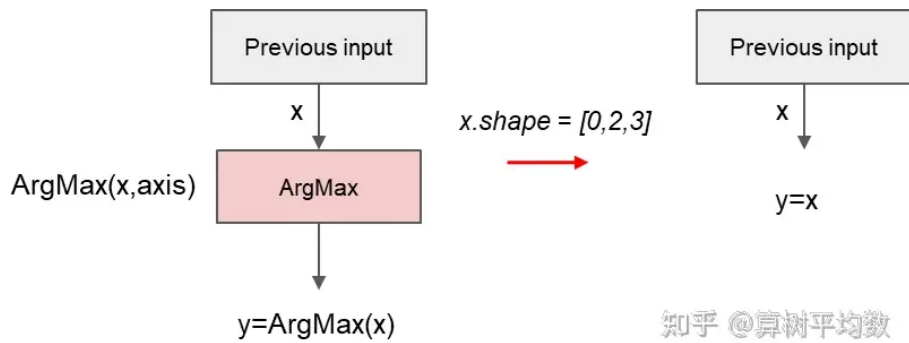 Previous input
x
ArgMax(x,axis)
ArgMax
y=ArgMax(x)
x.shape = [0,2,3]
Previous input
x
y=x
知乎 @算树平均数